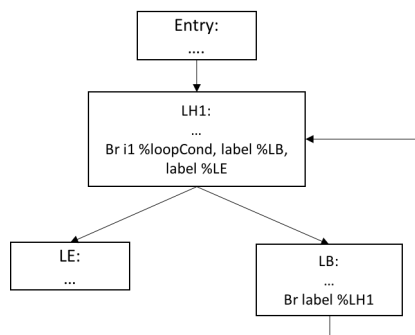 Entry:
....
LH1:
...
Br i1 %loopCond, label %LB,
label %LE
LE:
...
LB:
...
Br label %LH1